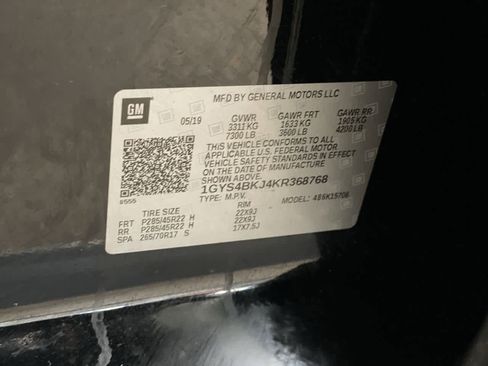 GM
MFD BY GENERAL MOTORS LLC
05/19 GVWR GAWR FRT GAWR RR
3311 KG 1633 KG 1905 KG
7300 LB 3600 LB 4200 LB
THIS VEHICLE CONFORMS TO ALL
APPLICABLE U.S. FEDERAL MOTOR
VEHICLE SAFETY STANDARDS IN EFFECT
ON THE DATE OF MANUFACTURE
SHOWN ABOVE.
1GYS4BKJ4KR368768
TYPE: M.P.V. MODEL: 4B6K15706
8555
TIRE SIZE RIM
FRT P285/45R22 H 22X9J
RR P285/45R22 H 22X9J
SPA 265/70R17 S 17X7.5J